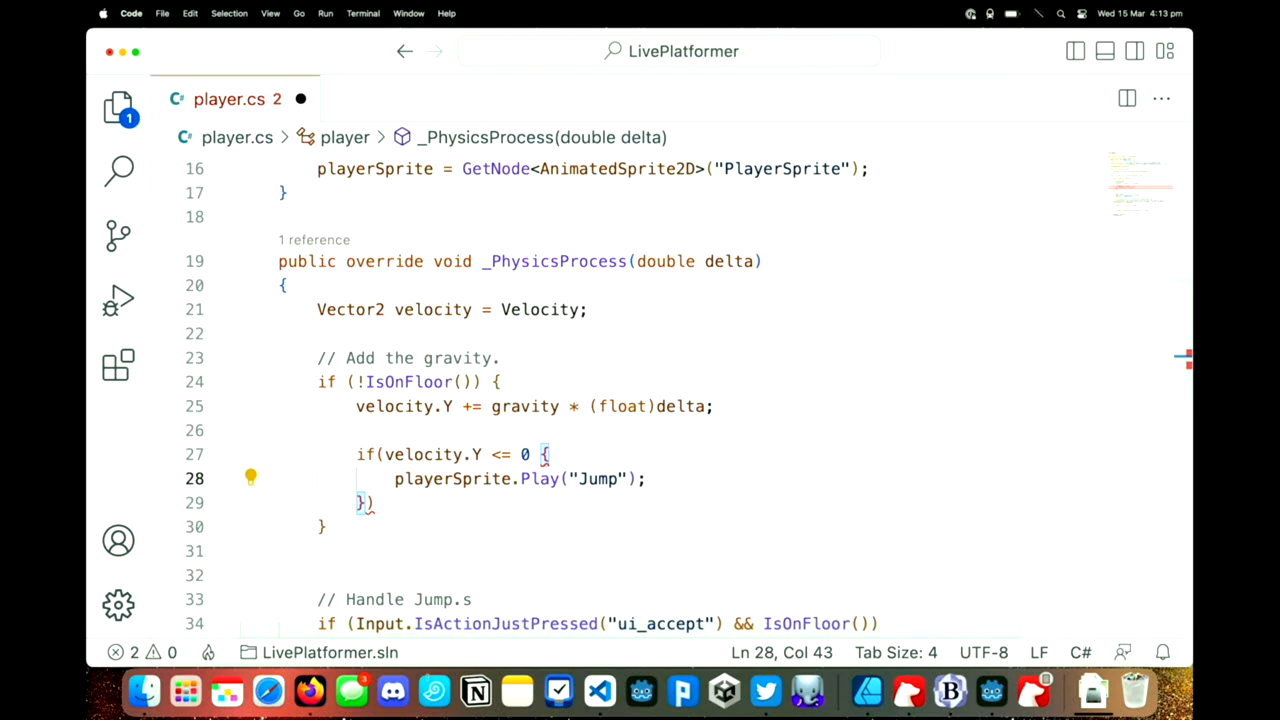 Code File Edit Selection View Go Run Terminal Window Help Wed 15 Mar 4:13 pm
LivePlatformer
player.cs 2
player.cs > player > _PhysicsProcess(double delta)
1
16 playerSprite = GetNode<AnimatedSprite2D>("PlayerSprite");
17 }
18
1 reference
19 public override void _PhysicsProcess(double delta)
20 {
21 Vector2 velocity = Velocity;
22
23 // Add the gravity.
24 if (!IsOnFloor()) {
25 velocity.Y += gravity * (float)delta;
26
27 if(velocity.Y <= 0 {
28 playerSprite.Play("Jump");
29 })
30 }
31
32
33 // Handle Jump.s
34 if (Input.IsActionJustPressed("ui_accept") && IsOnFloor())
2 0 LivePlatformer.sln Ln 28, Col 43 Tab Size: 4 UTF-8 LF C#
3